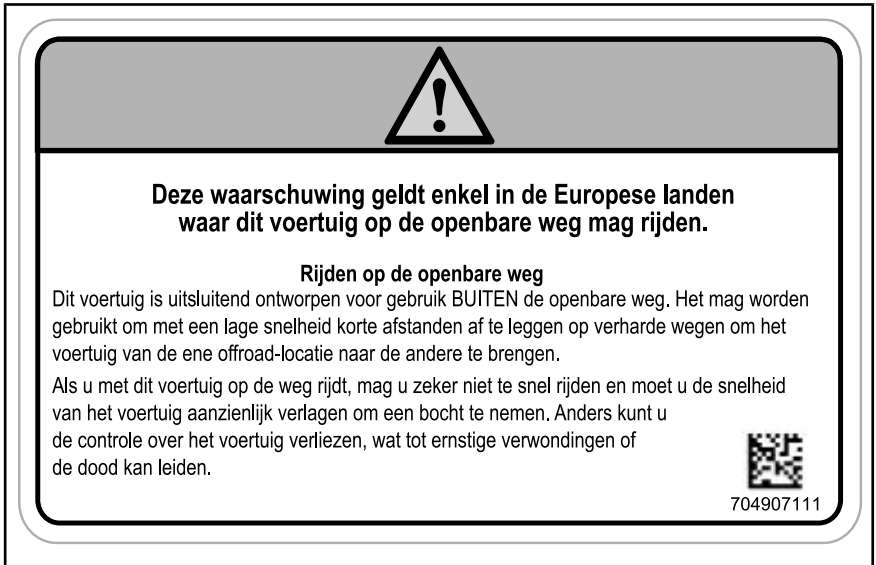 Deze waarschuwing geldt enkel in de Europese landen
waar dit voertuig op de openbare weg mag rijden.
Rijden op de openbare weg
Dit voertuig is uitsluitend ontworpen voor gebruik BUITEN de openbare weg. Het mag worden
gebruikt om met een lage snelheid korte afstanden af te leggen op verharde wegen om het
voertuig van de ene offroad-locatie naar de andere te brengen.
Als u met dit voertuig op de weg rijdt, mag u zeker niet te snel rijden en moet u de snelheid
van het voertuig aanzienlijk verlagen om een bocht te nemen. Anders kunt u
de controle over het voertuig verliezen, wat tot ernstige verwondingen of
de dood kan leiden.
704907111